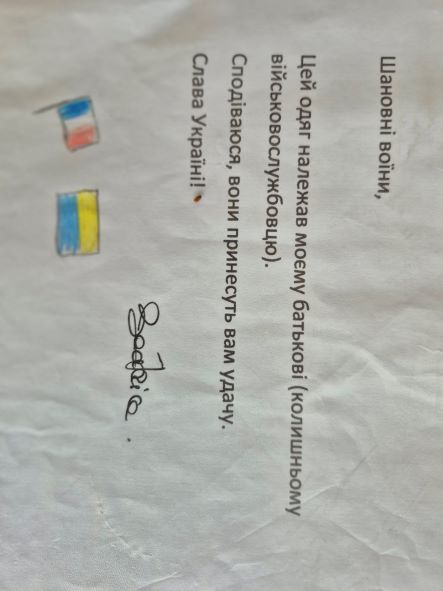 Шановні воїни,
Цей одяг належав моєму батькові (колишньому
військовослужбовцю).
Сподіваюся, вони принесуть вам удачу.
Слава Україні!